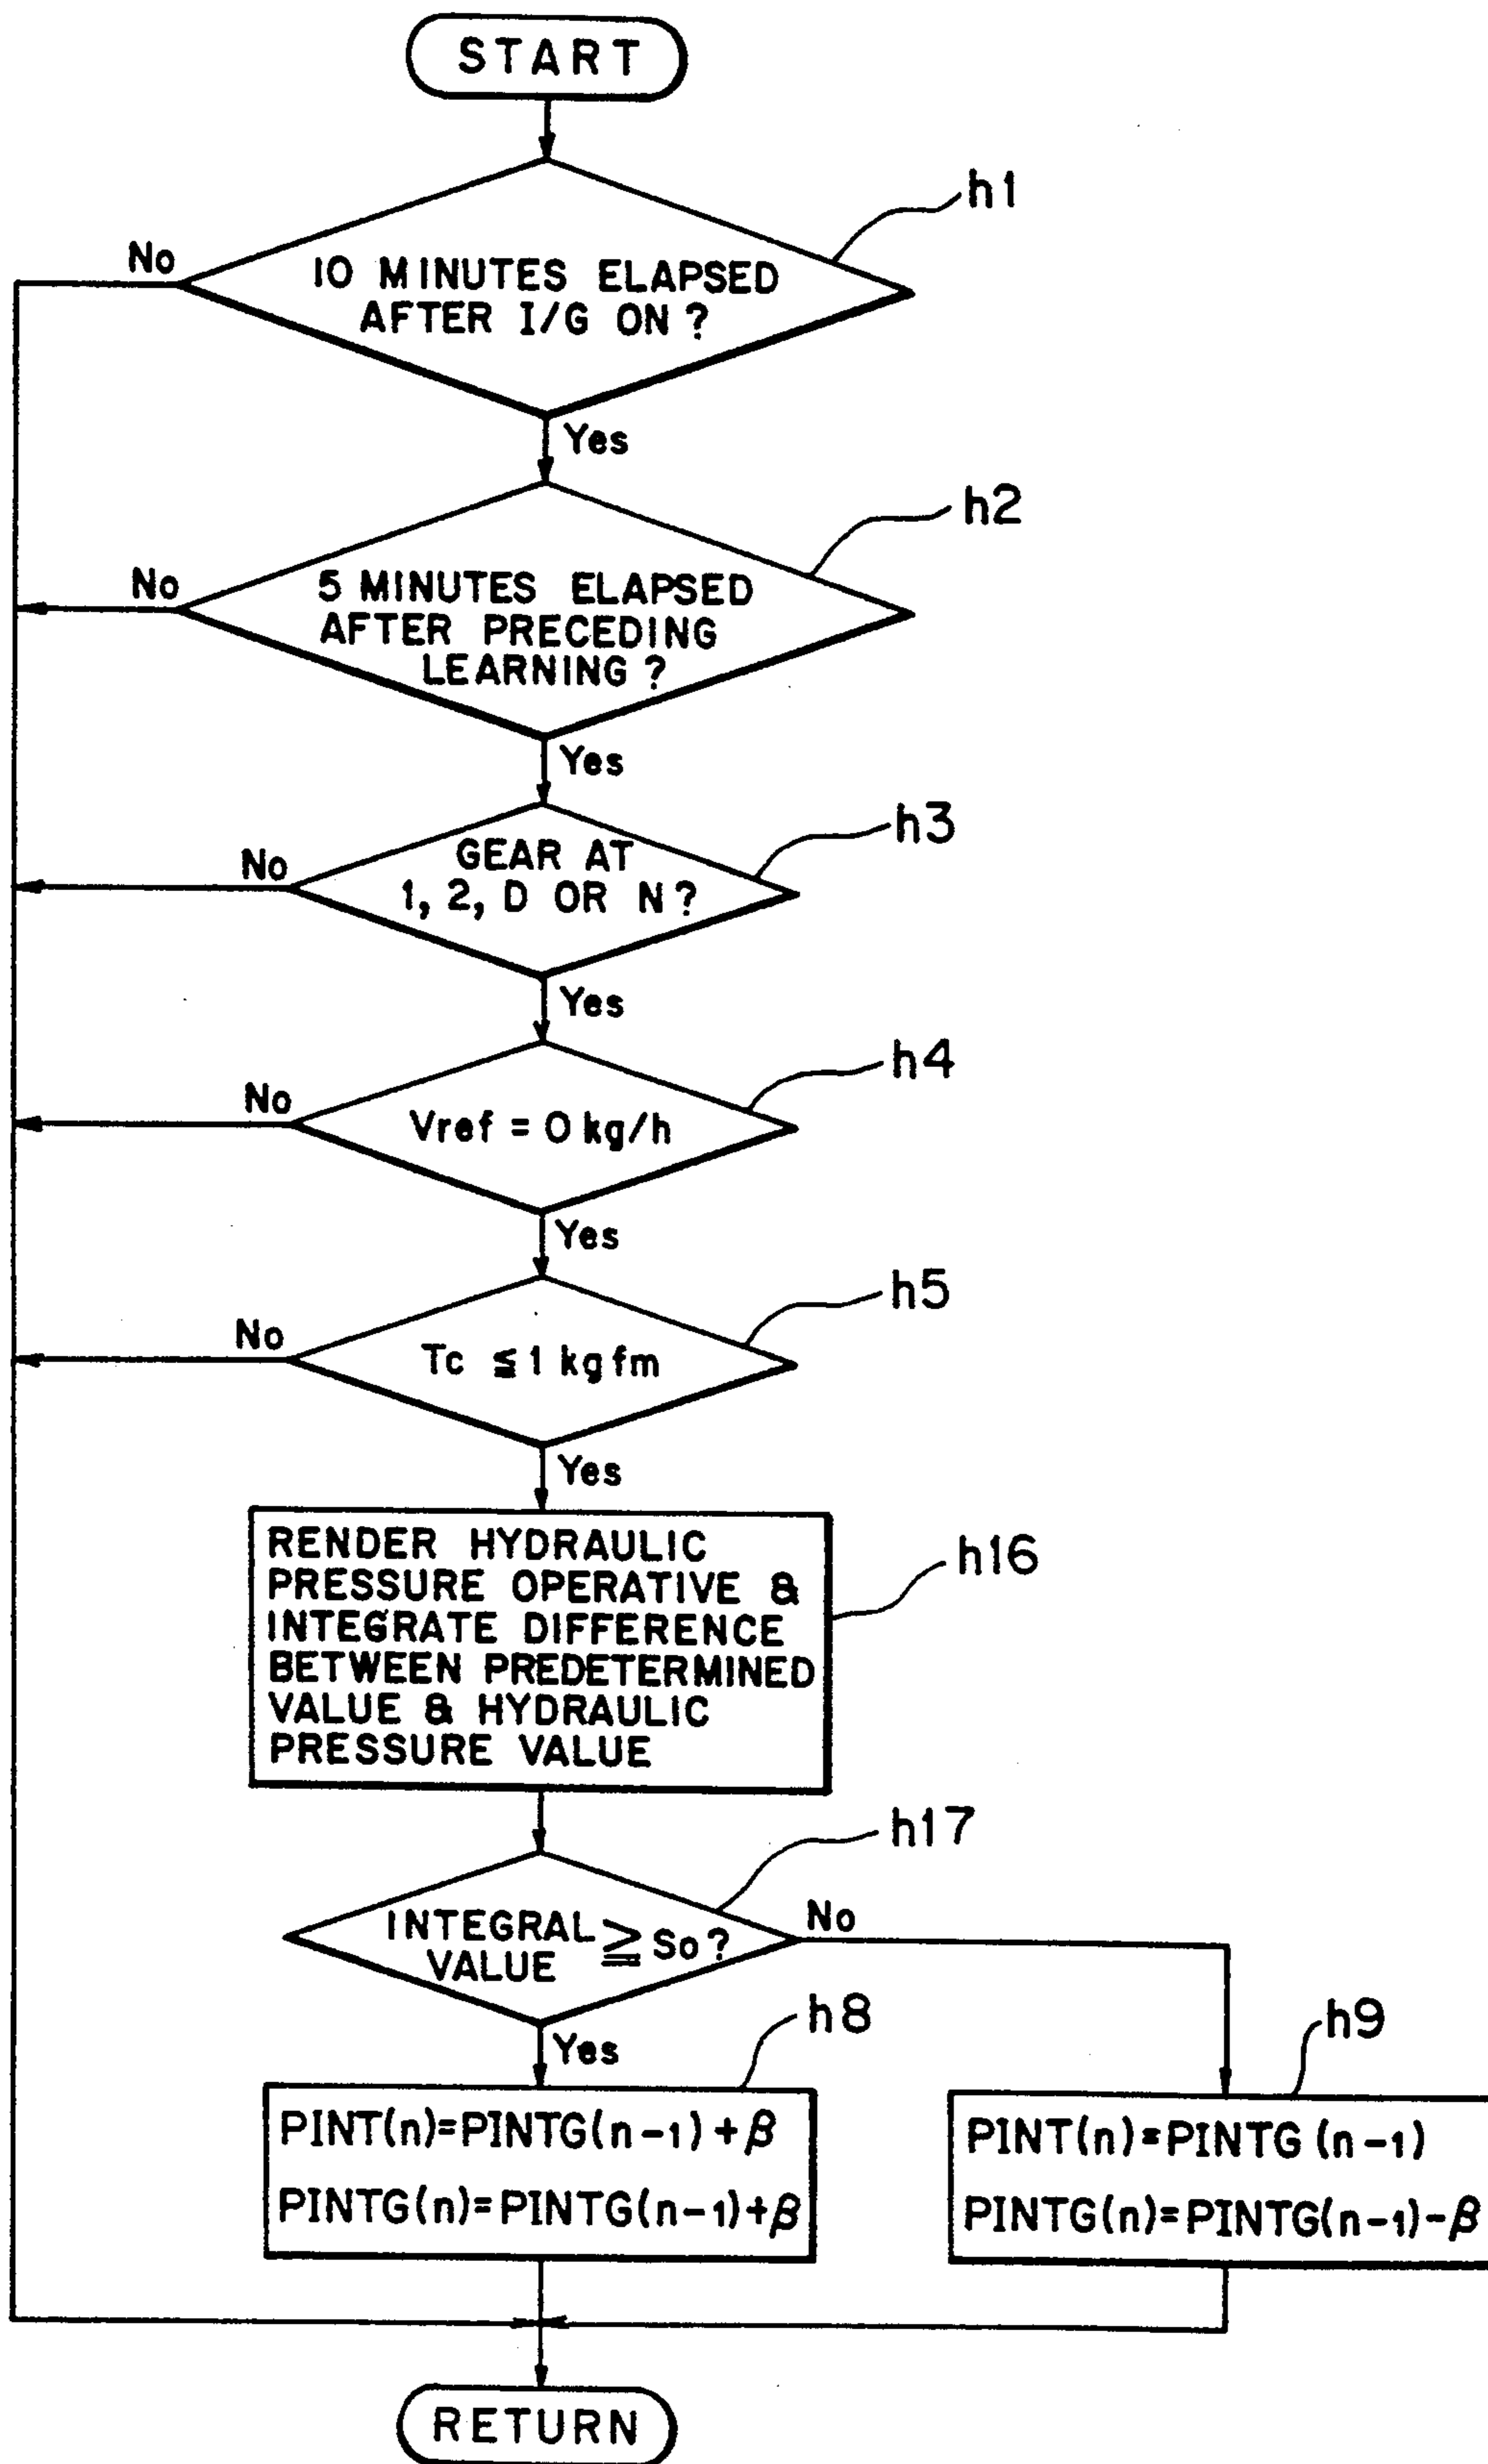 START
h1
No
10 MINUTES ELAPSED
AFTER I/G ON ?
Yes
h2
No
5 MINUTES ELAPSED
AFTER PRECEDING
LEARNING ?
Yes
h3
No
GEAR AT
1, 2, D OR N ?
Yes
h4
No
Vref = 0 kg/h
Yes
h5
No
Tc ≦ 1 kgfm
Yes
h16
RENDER HYDRAULIC
PRESSURE OPERATIVE &
INTEGRATE DIFFERENCE
BETWEEN PREDETERMINED
VALUE & HYDRAULIC
PRESSURE VALUE
h17
No
INTEGRAL
VALUE ≧ So ?
Yes
h8
h9
PINT(n)=PINTG(n-1)+β
PINTG(n)=PINTG(n-1)+β
PINT(n)=PINTG(n-1)
PINTG(n)=PINTG(n-1)-β
RETURN